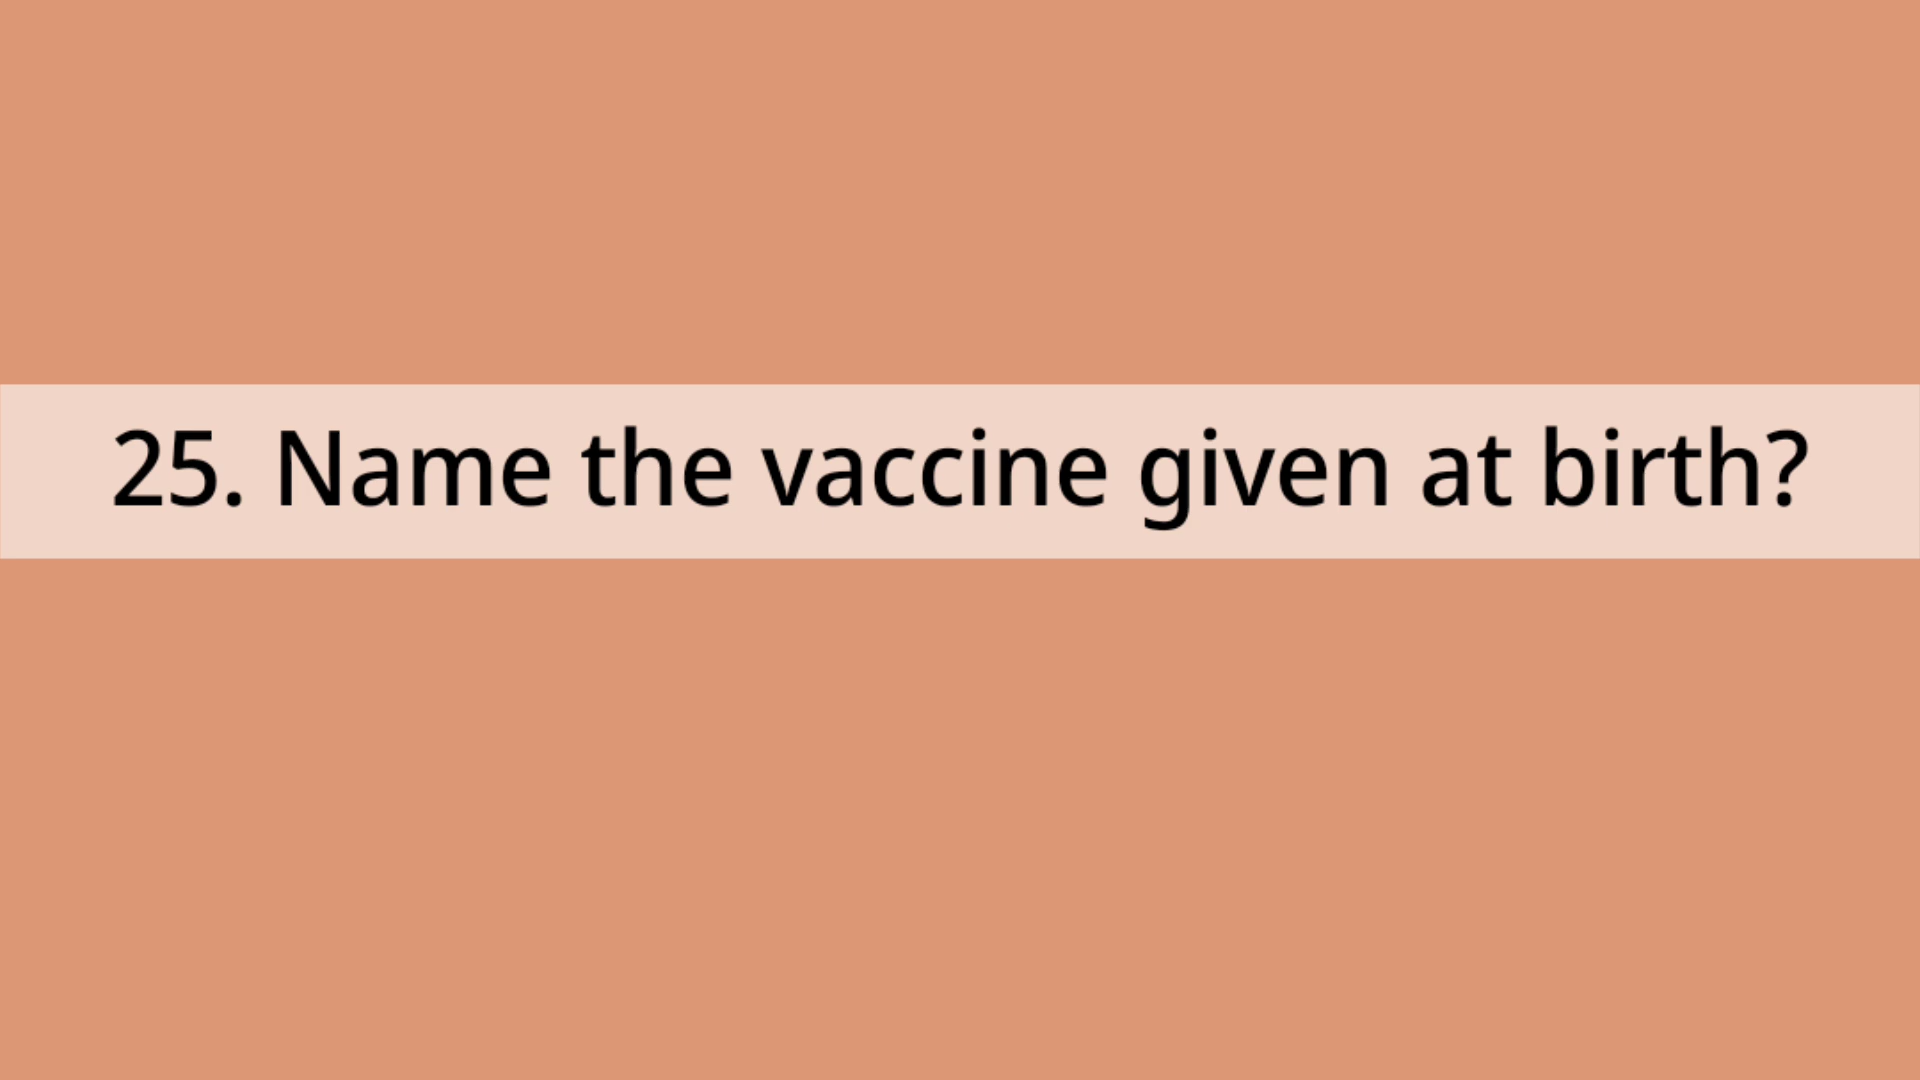 25. Name the vaccine given at birth?